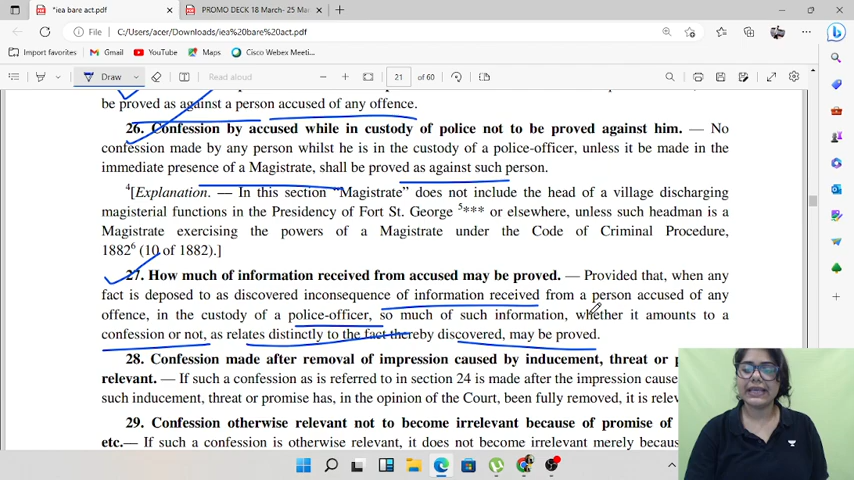 *iea bare act.pdf
PROMO DECK 18 March- 25 Mar
File
C:/Users/acer/Downloads/iea%20bare%20act.pdf
Import favorites
Gmail
YouTube
Maps
Cisco Webex Meeting...
Draw
Read aloud
21
of 60
be proved as against a person accused of any offence.
26. Confession by accused while in custody of police not to be proved against him. — No
confession made by any person whilst he is in the custody of a police-officer, unless it be made in the
immediate presence of a Magistrate, shall be proved as against such person.
4[Explanation. — In this section "Magistrate" does not include the head of a village discharging
magisterial functions in the Presidency of Fort St. George 5*** or elsewhere, unless such headman is a
Magistrate exercising the powers of a Magistrate under the Code of Criminal Procedure,
18826 (10 of 1882).]
27. How much of information received from accused may be proved. — Provided that, when any
fact is deposed to as discovered inconsequence of information received from a person accused of any
offence, in the custody of a police-officer, so much of such information, whether it amounts to a
confession or not, as relates distinctly to the fact thereby discovered, may be proved.
28. Confession made after removal of impression caused by inducement, threat or p
relevant. — If such a confession as is referred to in section 24 is made after the impression cause
such inducement, threat or promise has, in the opinion of the Court, been fully removed, it is rele
29. Confession otherwise relevant not to become irrelevant because of promise of
etc.— If such a confession is otherwise relevant, it does not become irrelevant merely becau